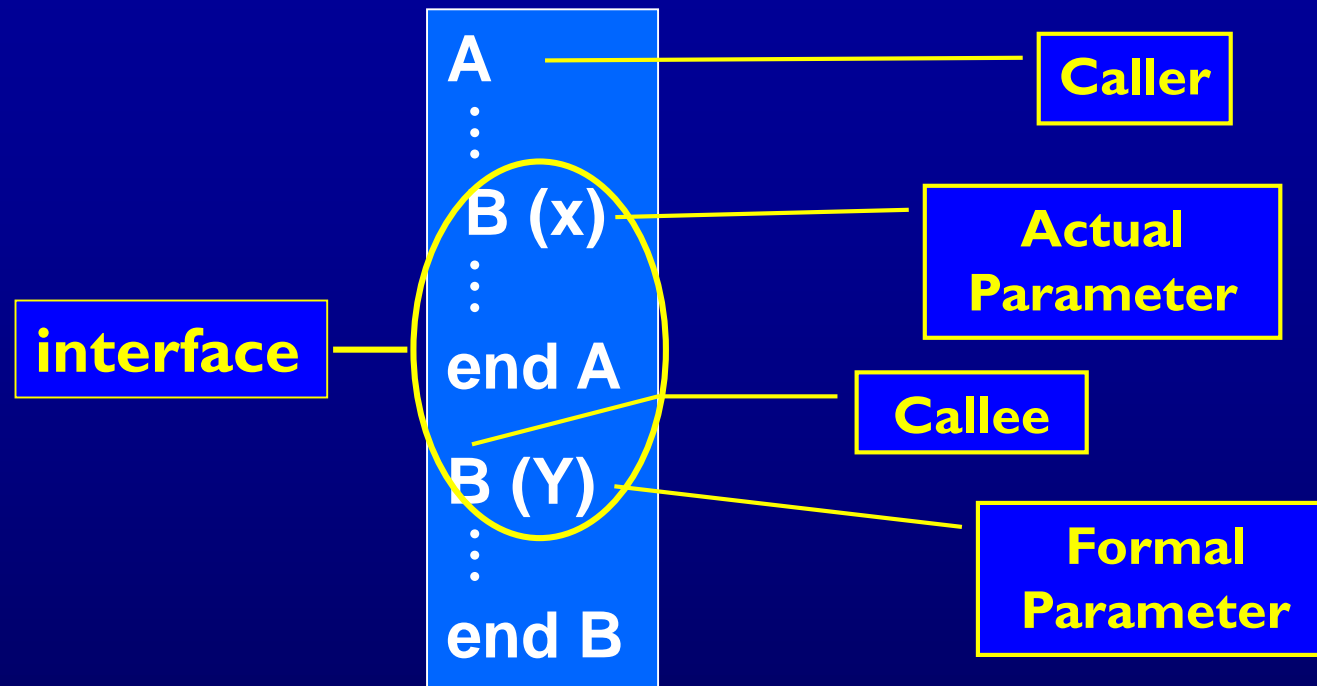 A
Caller
B (x)
Actual
Parameter
interface
end A
Callee
B (Y)
Formal
Parameter
end B